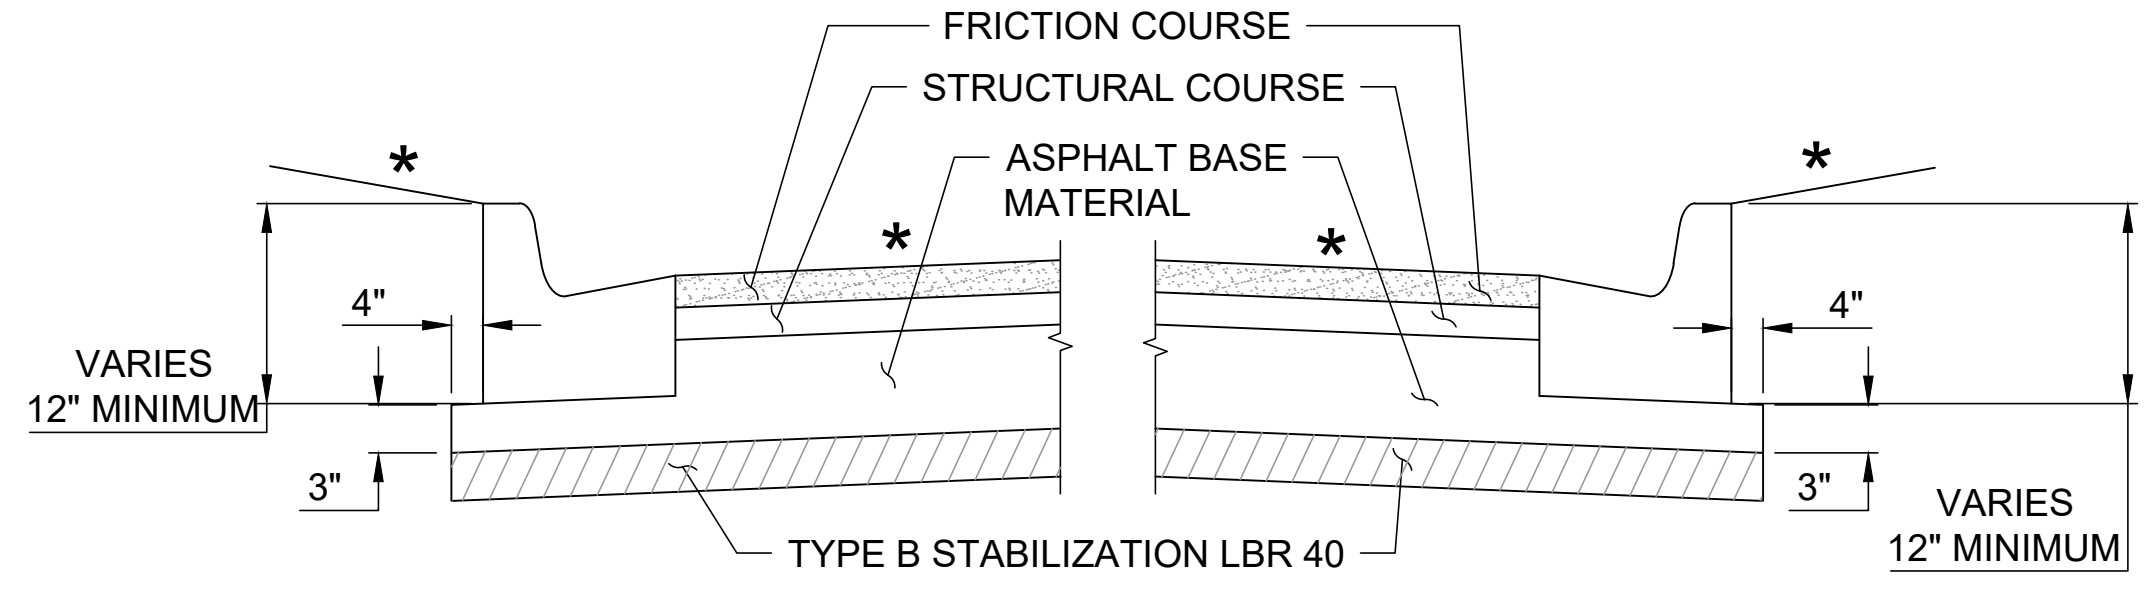 FRICTION COURSE
STRUCTURAL COURSE
ASPHALT BASE
MATERIAL
*
*
*
*
4"
4"
VARIES
12" MINIMUM
3"
3"
VARIES
12" MINIMUM
TYPE B STABILIZATION LBR 40